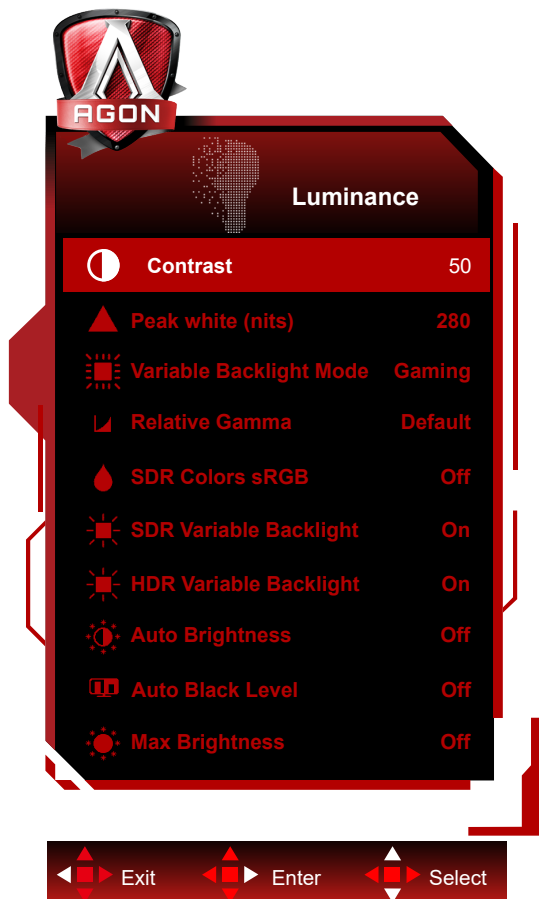 AGON
Luminance
Contrast 50
Peak white (nits) 280
Variable Backlight Mode Gaming
Relative Gamma Default
SDR Colors sRGB Off
SDR Variable Backlight On
HDR Variable Backlight On
Auto Brightness Off
Auto Black Level Off
Max Brightness Off
Exit Enter Select